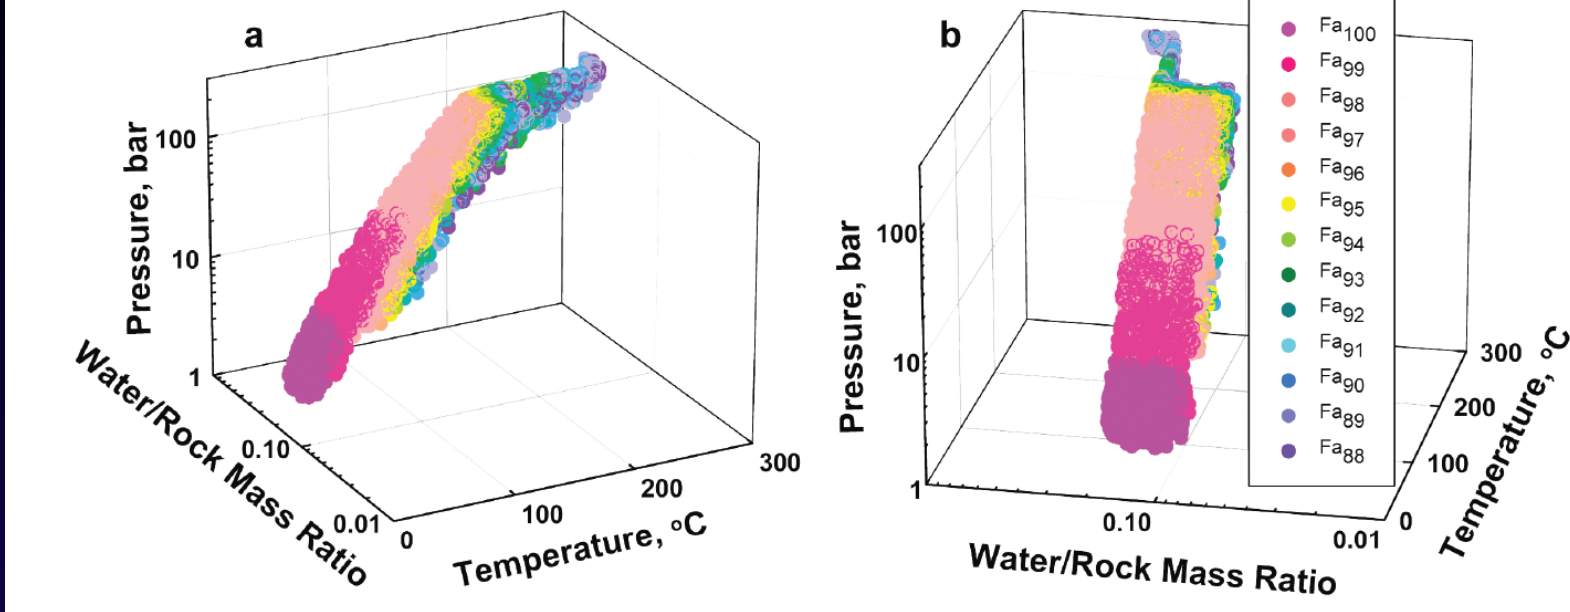 a
Pressure, bar
100
10
1
0.10
0.01
Water/Rock Mass Ratio
0
100
200
300
Temperature, °C
b
Pressure, bar
100
10
1
0.10
0.01
Water/Rock Mass Ratio
0
100
200
300
Temperature, °C
Fa100
Fa99
Fa98
Fa97
Fa96
Fa95
Fa94
Fa93
Fa92
Fa91
Fa90
Fa89
Fa88